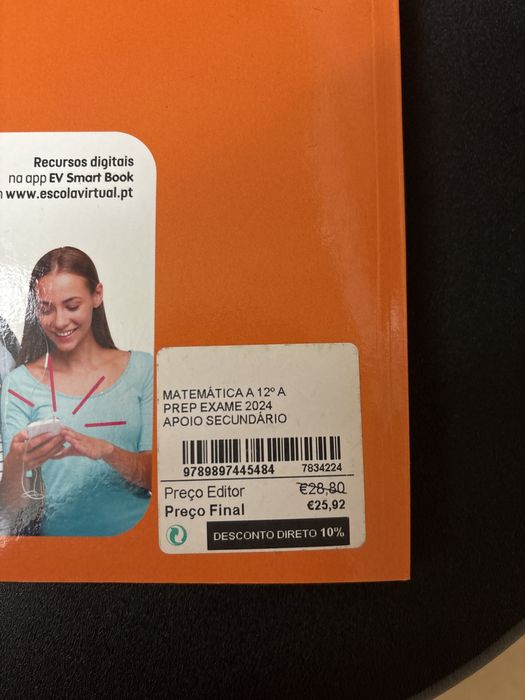 Recursos digitais
na app EV Smart Book
www.escolavirtual.pt
MATEMÁTICA A 12º A
PREP EXAME 2024
APOIO SECUNDÁRIO
9789897445484 7834224
Preço Editor €28,80
Preço Final €25,92
DESCONTO DIRETO 10%